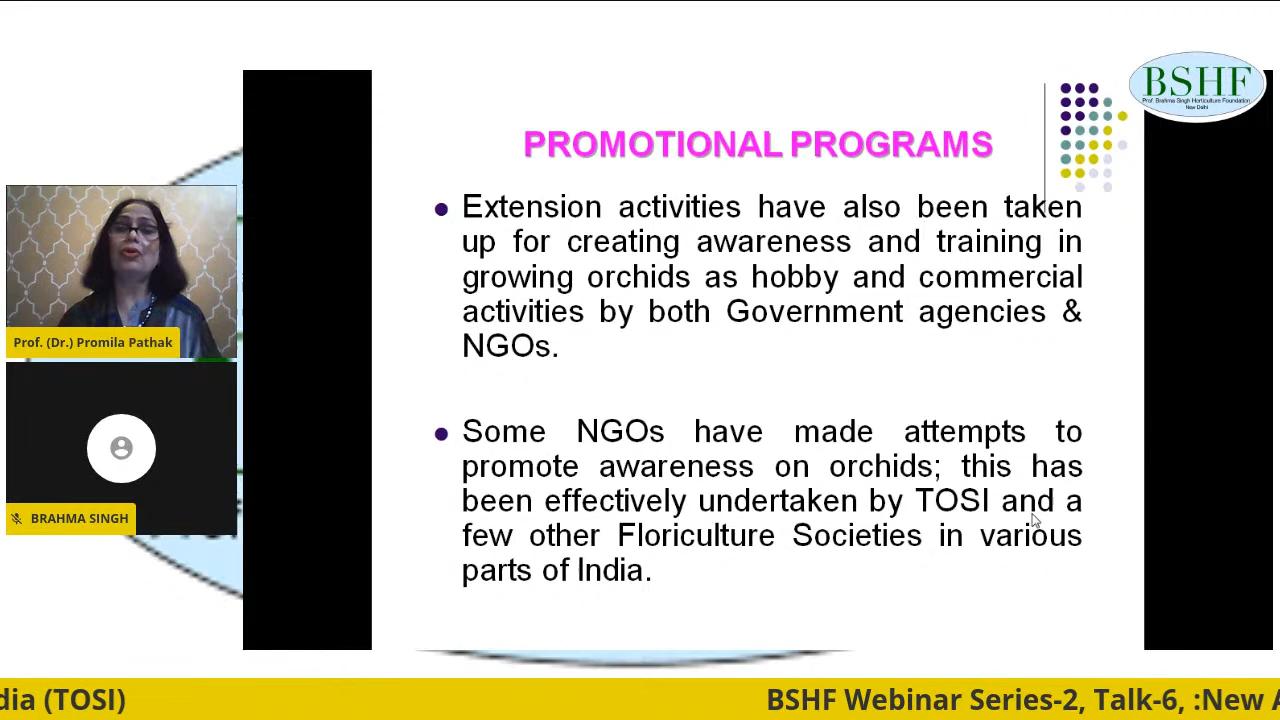 BSHF
Prof. Brahma Singh Horticulture Foundation
New Delhi
PROMOTIONAL PROGRAMS
Extension activities have also been taken
up for creating awareness and training in
growing orchids as hobby and commercial
activities by both Government agencies &
NGOs.
Some NGOs have made attempts to
promote awareness on orchids; this has
been effectively undertaken by TOSI and a
few other Floriculture Societies in various
parts of India.
Prof. (Dr.) Promila Pathak
BRAHMA SINGH
dia (TOSI)
BSHF Webinar Series-2, Talk-6, :New A